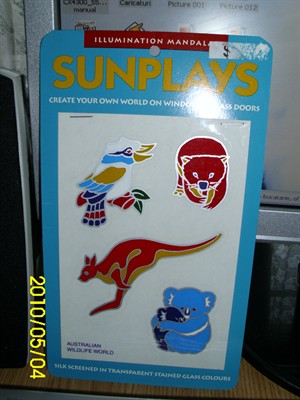 CX4300_S5...
manual
Caricaturi
Picture 001
Picture 012
ILLUMINATION MANDALA
SUNPLAYS
CREATE YOUR OWN WORLD ON WINDOWS GLASS DOORS
AUSTRALIAN
WILDLIFE WORLD
SILK SCREENED IN TRANSPARENT STAINED GLASS COLOURS
2010/05/04